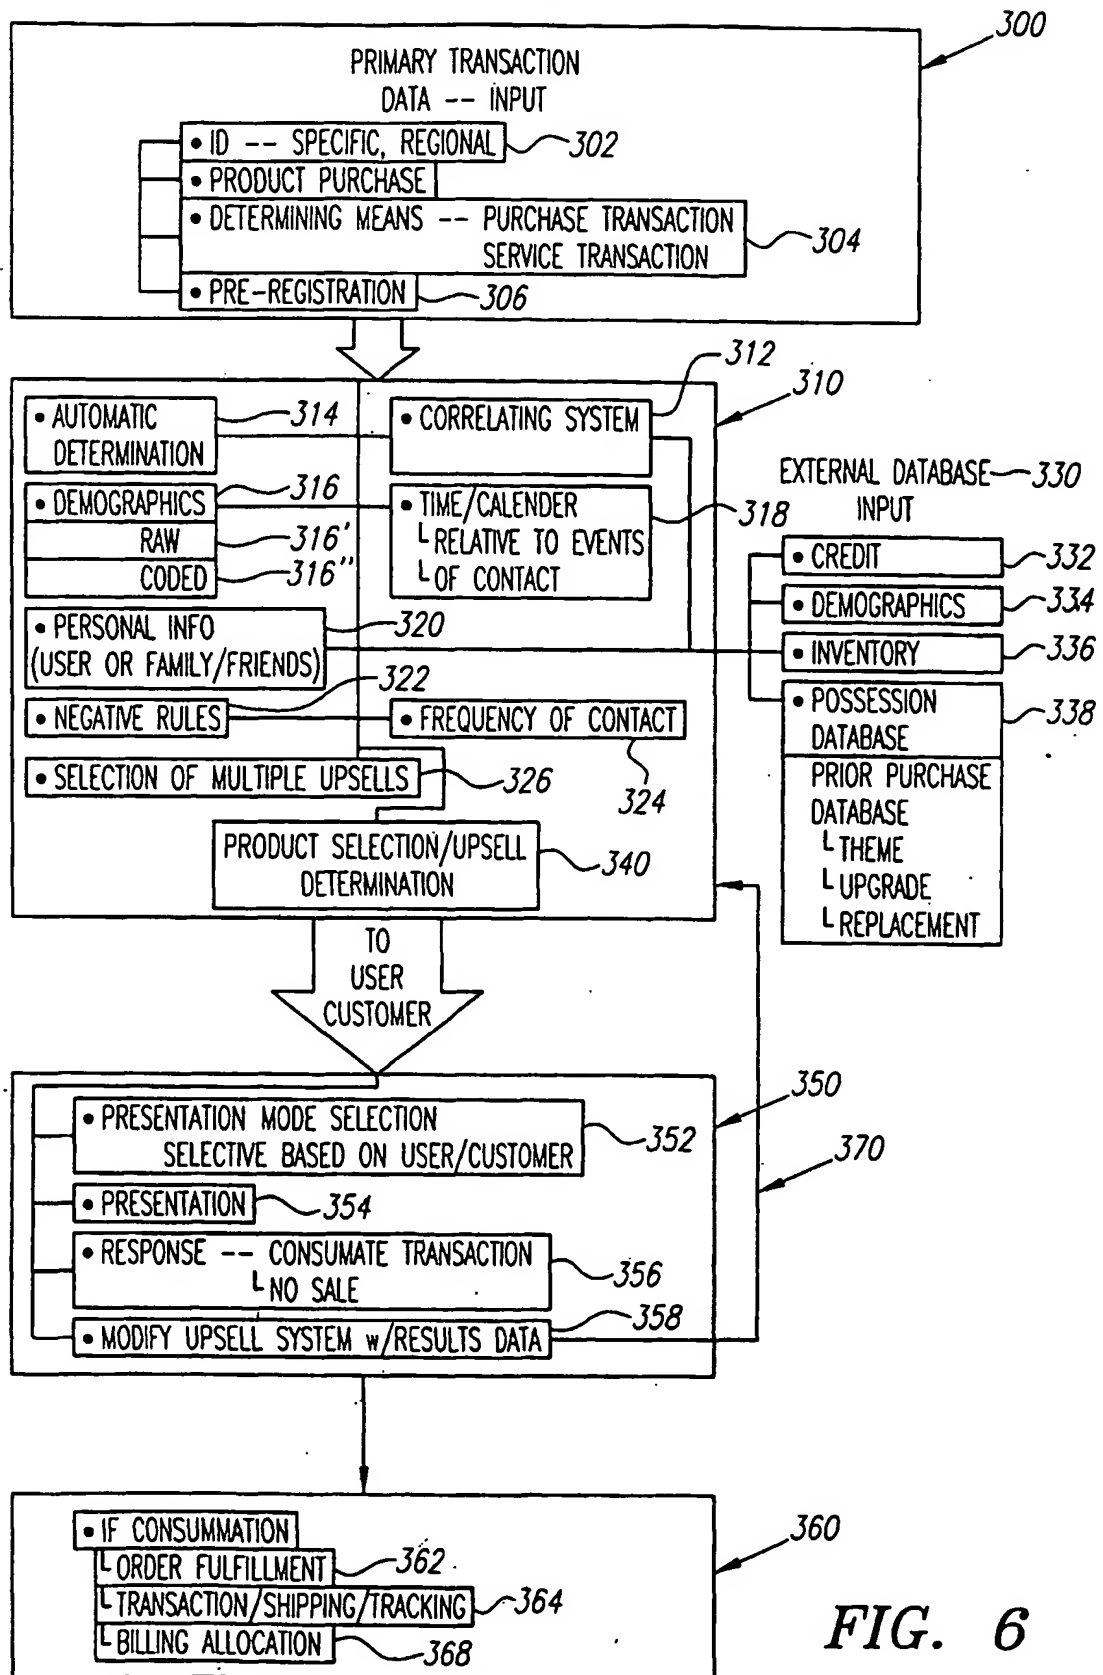 300
PRIMARY TRANSACTION
DATA -- INPUT
• ID -- SPECIFIC, REGIONAL 302
• PRODUCT PURCHASE
• DETERMINING MEANS -- PURCHASE TRANSACTION
SERVICE TRANSACTION 304
• PRE-REGISTRATION 306
310
• AUTOMATIC
DETERMINATION 314
• CORRELATING SYSTEM 312
• DEMOGRAPHICS 316
RAW 316'
CODED 316"
• TIME/CALENDER
└ RELATIVE TO EVENTS
└ OF CONTACT
318
• PERSONAL INFO
(USER OR FAMILY/FRIENDS) 320
• NEGATIVE RULES 322
• FREQUENCY OF CONTACT 324
• SELECTION OF MULTIPLE UPSELLS 326
PRODUCT SELECTION/UPSELL
DETERMINATION 340
EXTERNAL DATABASE 330
INPUT
• CREDIT 332
• DEMOGRAPHICS 334
• INVENTORY 336
• POSSESSION
DATABASE 338
PRIOR PURCHASE
DATABASE
└ THEME
└ UPGRADE
└ REPLACEMENT
TO
USER
CUSTOMER
350
• PRESENTATION MODE SELECTION
SELECTIVE BASED ON USER/CUSTOMER 352
370
• PRESENTATION 354
• RESPONSE -- CONSUMATE TRANSACTION
└ NO SALE 356
• MODIFY UPSELL SYSTEM w/RESULTS DATA 358
360
• IF CONSUMMATION
└ ORDER FULFILLMENT 362
└ TRANSACTION/SHIPPING/TRACKING 364
└ BILLING ALLOCATION 368
FIG. 6